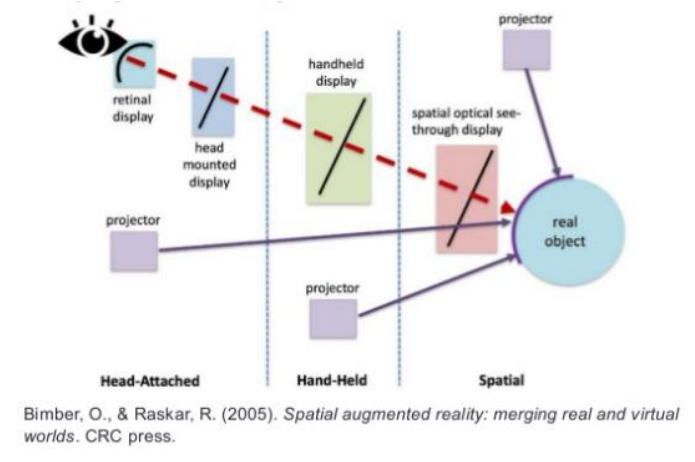 projector
handheld
display
retinal
display
spatial optical see-
through display
head
mounted
display
projector
real
object
projector
Head-Attached
Hand-Held
Spatial
Bimber, O., & Raskar, R. (2005). Spatial augmented reality: merging real and virtual
worlds. CRC press.